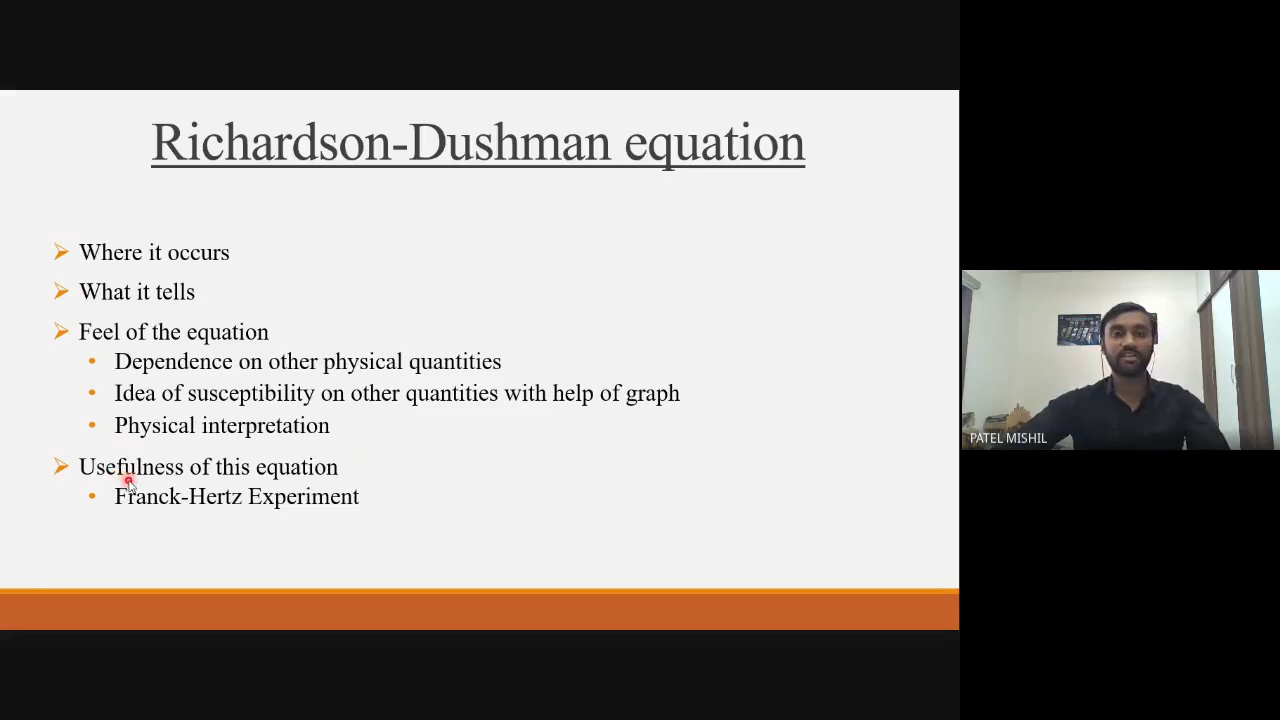 Richardson-Dushman equation
Where it occurs
What it tells
Feel of the equation
Dependence on other physical quantities
Idea of susceptibility on other quantities with help of graph
Physical interpretation
Usefulness of this equation
Franck-Hertz Experiment
PATEL MISHIL